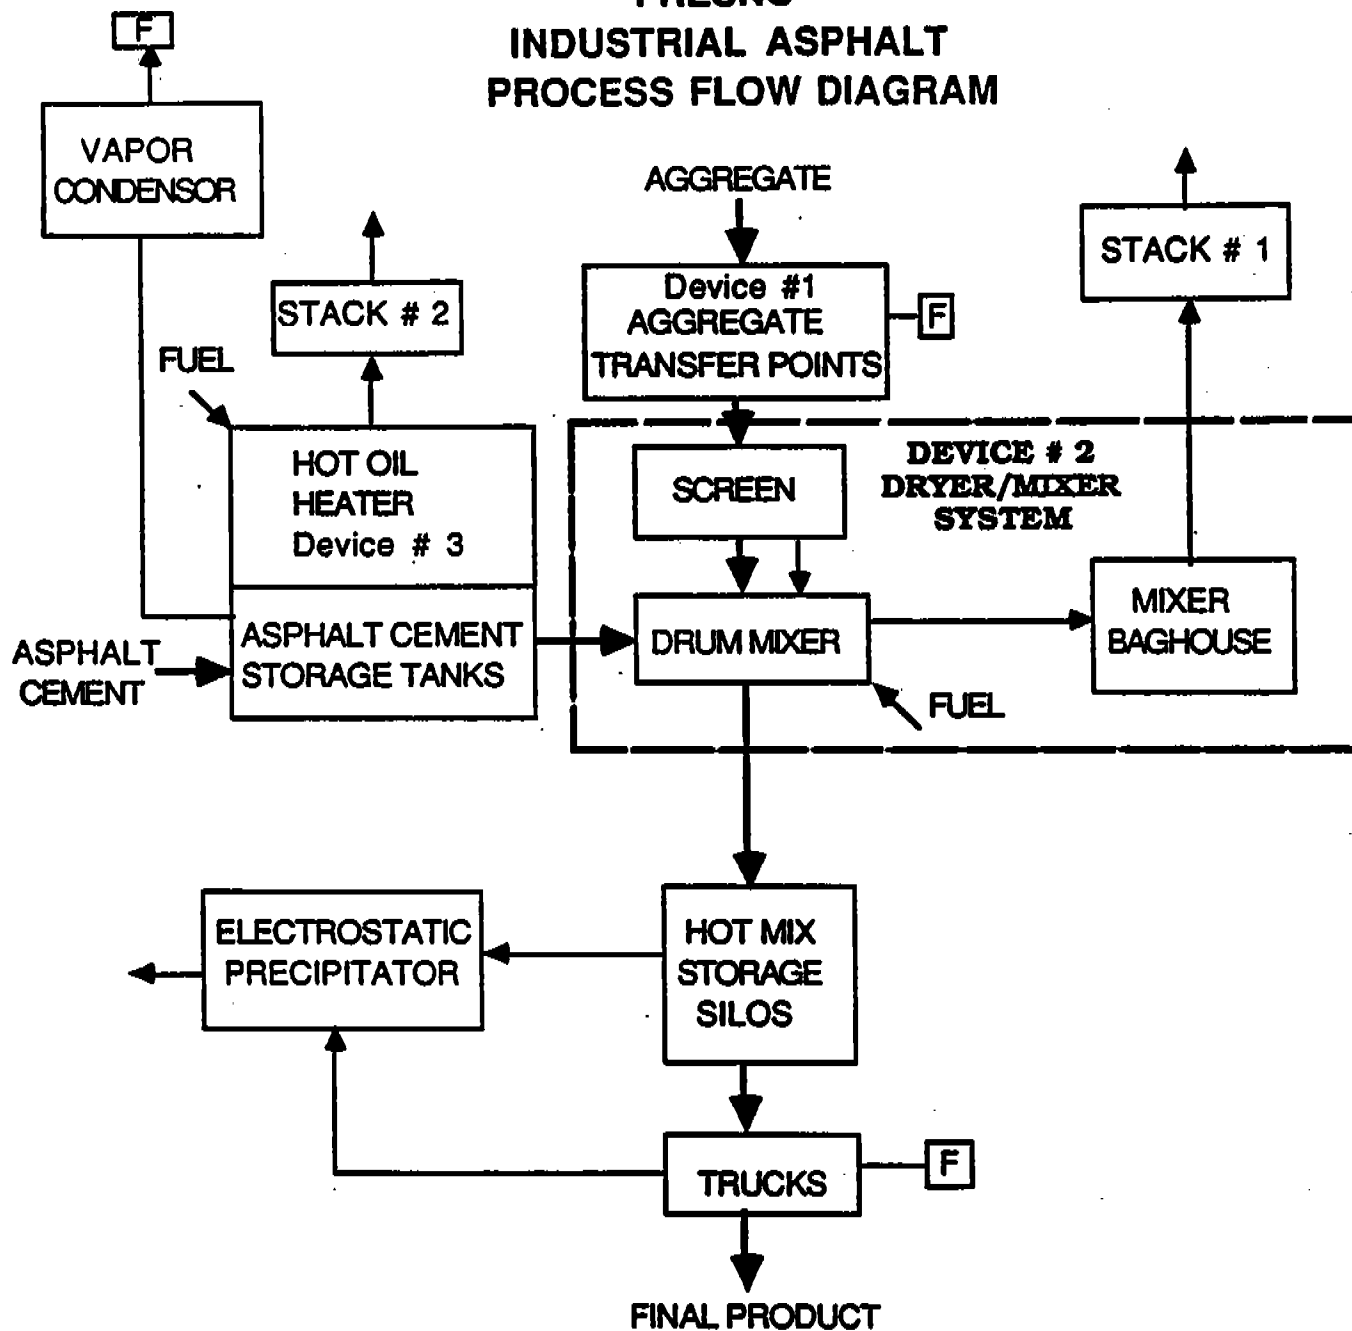 INDUSTRIAL ASPHALT
PROCESS FLOW DIAGRAM
F
VAPOR
CONDENSOR
AGGREGATE
STACK # 1
STACK # 2
Device #1
AGGREGATE
TRANSFER POINTS
F
FUEL
HOT OIL
HEATER
Device # 3
SCREEN
DEVICE # 2
DRYER/MIXER
SYSTEM
ASPHALT CEMENT
STORAGE TANKS
ASPHALT
CEMENT
DRUM MIXER
MIXER
BAGHOUSE
FUEL
ELECTROSTATIC
PRECIPITATOR
HOT MIX
STORAGE
SILOS
TRUCKS
F
FINAL PRODUCT